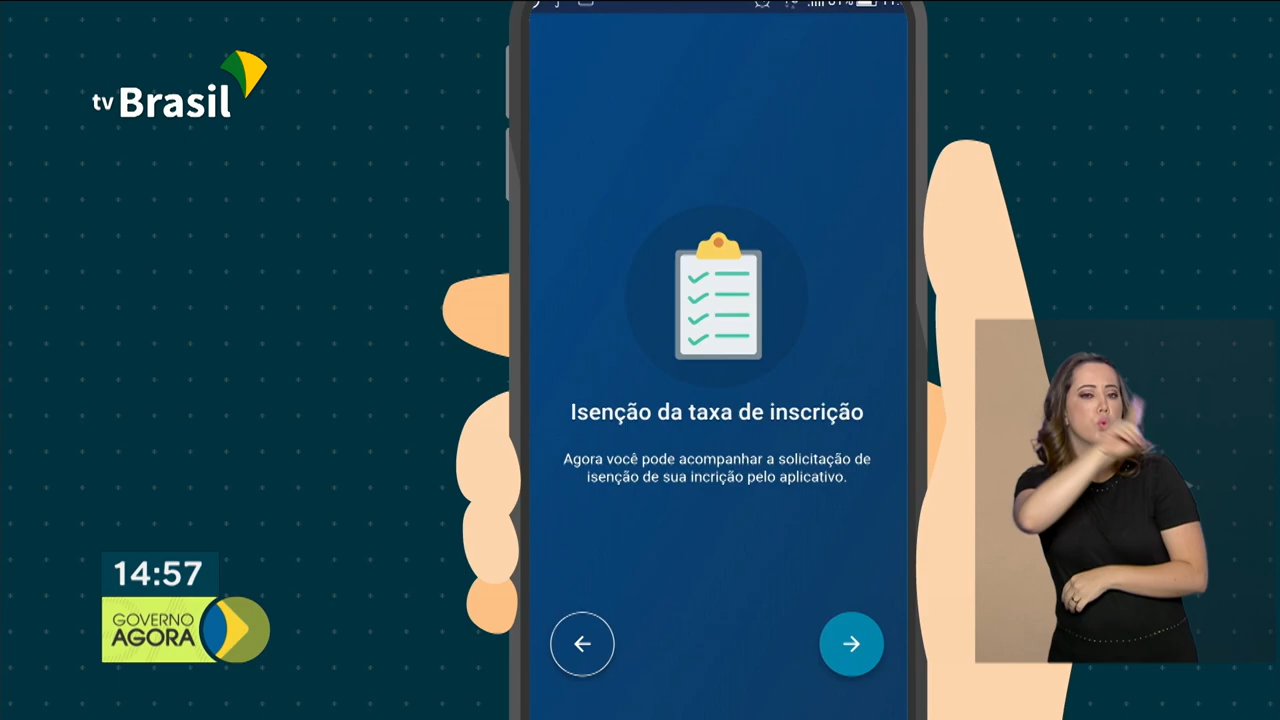 tv Brasil
Isenção da taxa de inscrição
Agora você pode acompanhar a solicitação de
isenção de sua incrição pelo aplicativo.
14:57
GOVERNO
AGORA